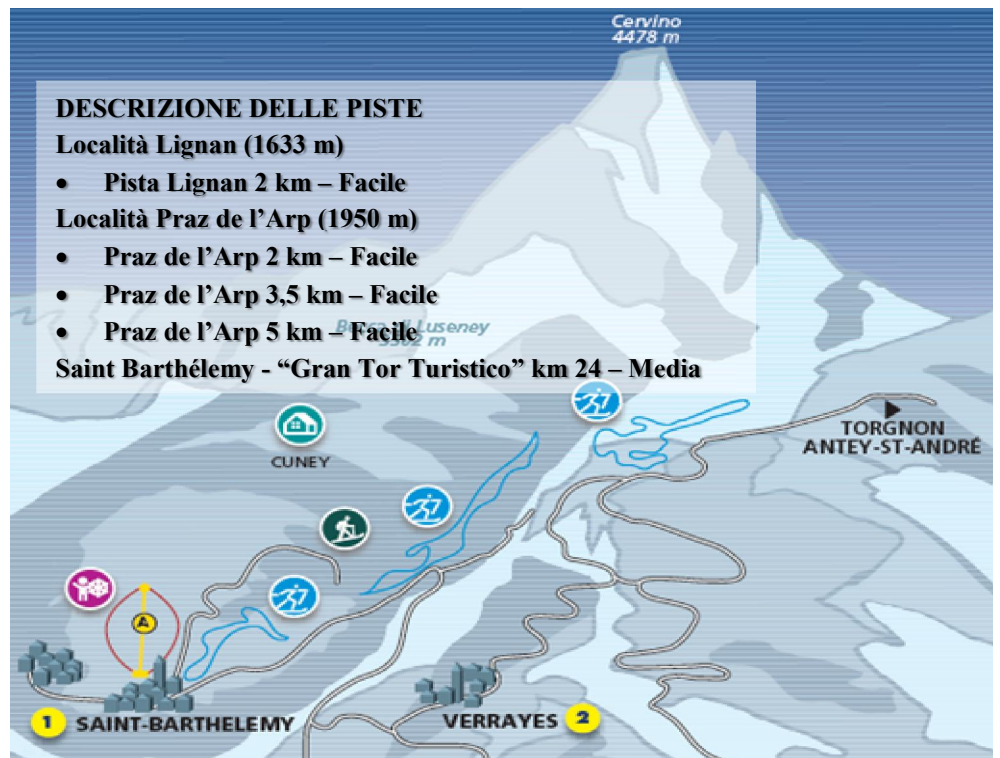 Cervino
4478 m
DESCRIZIONE DELLE PISTE
Località Lignan (1633 m)
• Pista Lignan 2 km – Facile
Località Praz de l’Arp (1950 m)
• Praz de l’Arp 2 km – Facile
• Praz de l’Arp 3,5 km – Facile
• Praz de l’Arp 5 km – Facile
Luseney
m
Saint Barthélemy - “Gran Tor Turistico” km 24 – Media
CUNEY
TORGNON
ANTEY-ST-ANDRÉ
A
1 SAINT-BARTHELEMY
VERRAYES 2